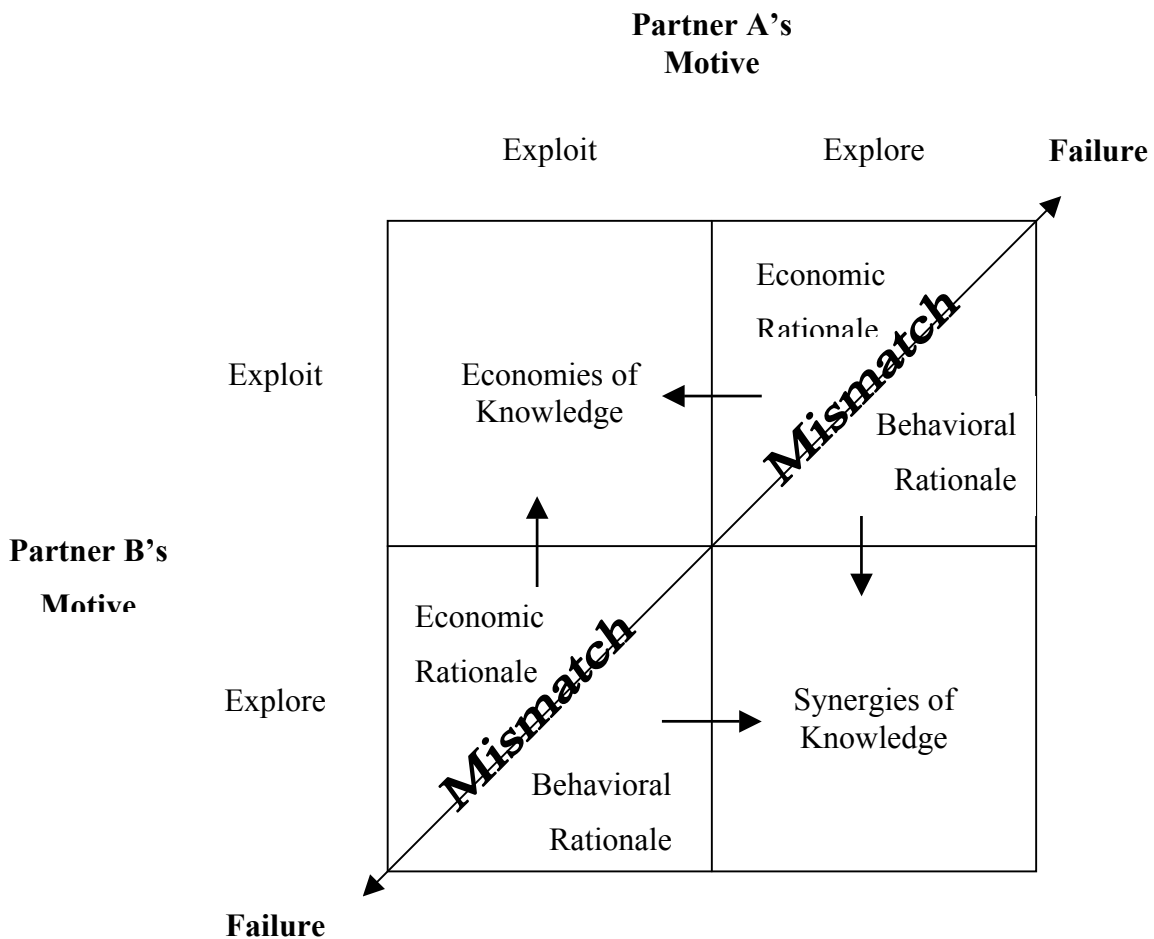 Partner A’s
Motive
Exploit
Explore
Failure
Economic
Rationale
Mismatch
Exploit
Economies of
Knowledge
Behavioral
Rationale
Partner B’s
Motive
Economic
Rationale
Mismatch
Explore
Synergies of
Knowledge
Behavioral
Rationale
Failure